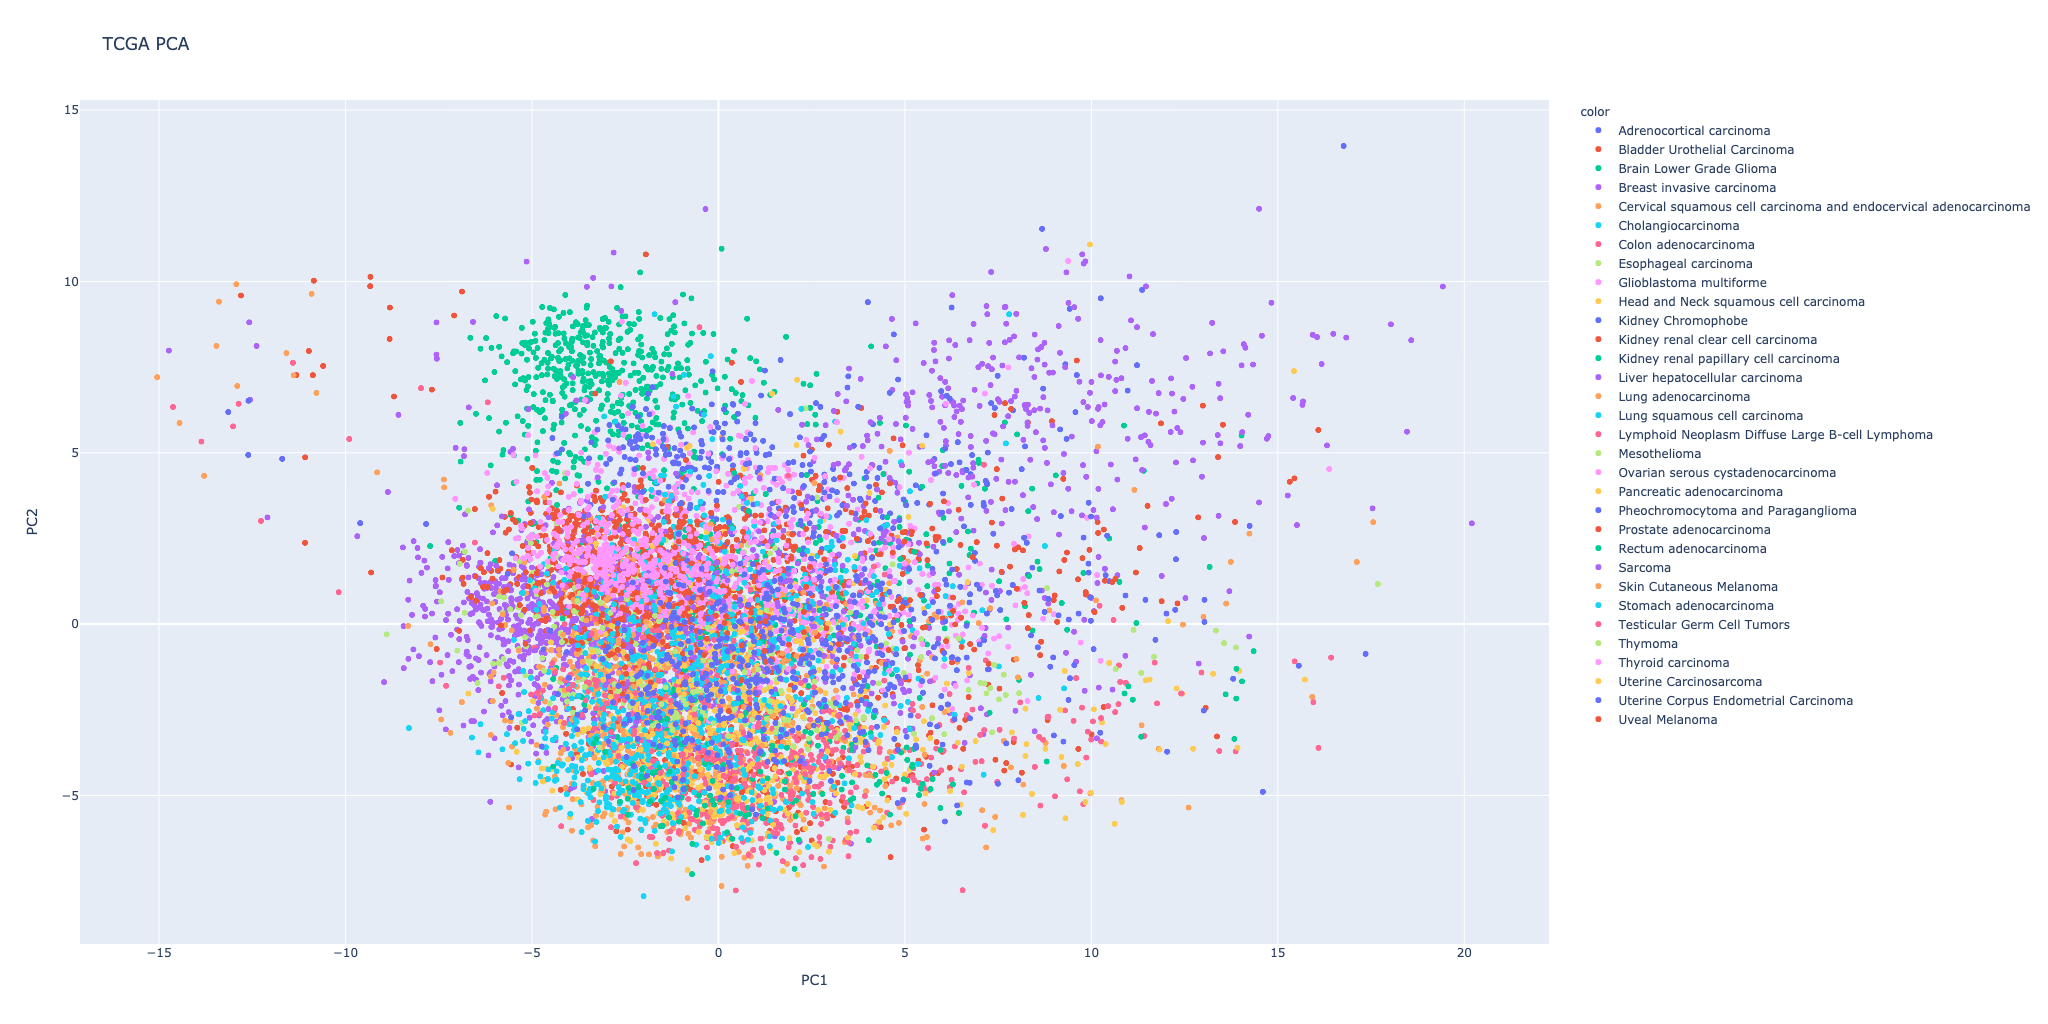 TCGA PCA
15
10
5
0
−5
−15
−10
−5
0
5
10
15
20
PC1
PC2
color
Adrenocortical carcinoma
Bladder Urothelial Carcinoma
Brain Lower Grade Glioma
Breast invasive carcinoma
Cervical squamous cell carcinoma and endocervical adenocarcinoma
Cholangiocarcinoma
Colon adenocarcinoma
Esophageal carcinoma
Glioblastoma multiforme
Head and Neck squamous cell carcinoma
Kidney Chromophobe
Kidney renal clear cell carcinoma
Kidney renal papillary cell carcinoma
Liver hepatocellular carcinoma
Lung adenocarcinoma
Lung squamous cell carcinoma
Lymphoid Neoplasm Diffuse Large B-cell Lymphoma
Mesothelioma
Ovarian serous cystadenocarcinoma
Pancreatic adenocarcinoma
Pheochromocytoma and Paraganglioma
Prostate adenocarcinoma
Rectum adenocarcinoma
Sarcoma
Skin Cutaneous Melanoma
Stomach adenocarcinoma
Testicular Germ Cell Tumors
Thymoma
Thyroid carcinoma
Uterine Carcinosarcoma
Uterine Corpus Endometrial Carcinoma
Uveal Melanoma